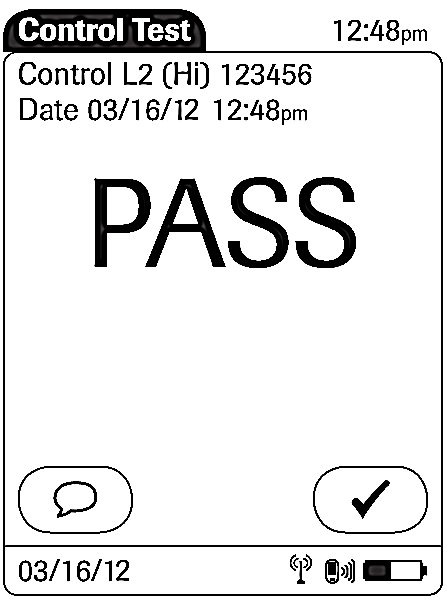 Control Test 12:48pm
Control L2 (Hi) 123456
Date 03/16/12 12:48pm
PASS
03/16/12